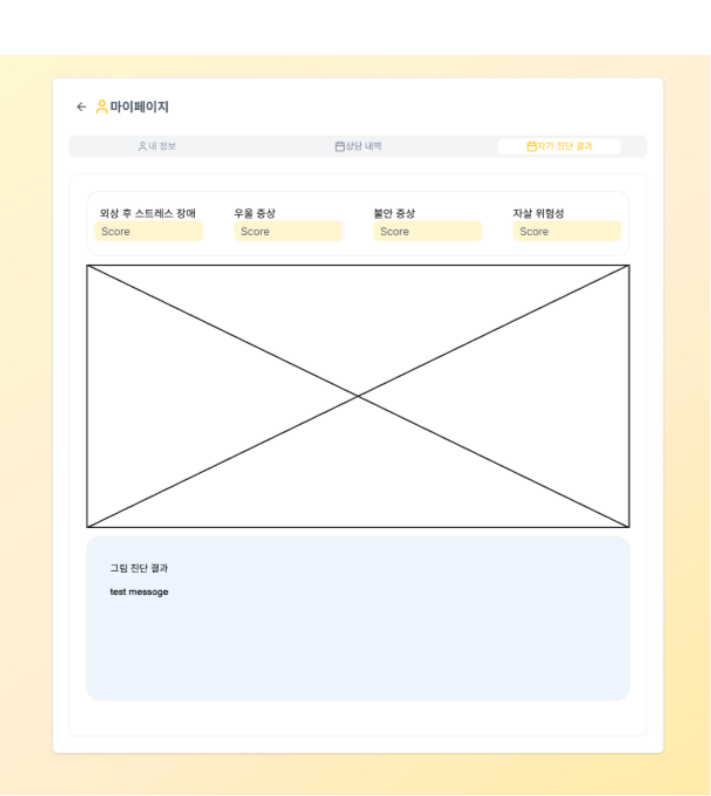 마이페이지
내 정보 상담 내역 자가 진단 결과
외상 후 스트레스 장애 우울 증상 불안 증상 자살 위험성
Score Score Score Score
그림 진단 결과
test message